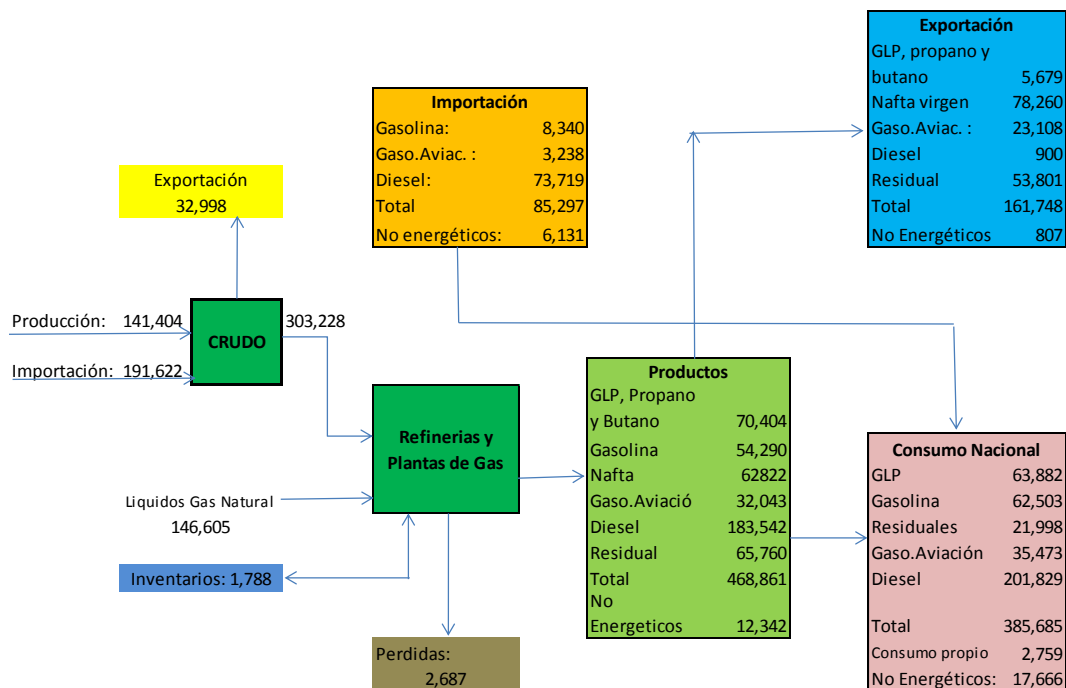 Exportación
GLP, propano y
butano 5,679
Nafta virgen 78,260
Gaso.Aviac. : 23,108
Diesel 900
Residual 53,801
Total 161,748
No Energéticos 807
Importación
Gasolina: 8,340
Gaso.Aviac. : 3,238
Diesel: 73,719
Total 85,297
No energéticos: 6,131
Exportación
32,998
Producción: 141,404
Importación: 191,622
CRUDO
303,228
Refinerias y
Plantas de Gas
Liquidos Gas Natural
146,605
Inventarios: 1,788
Perdidas:
2,687
Productos
GLP, Propano
y Butano 70,404
Gasolina 54,290
Nafta 62822
Gaso.Aviació 32,043
Diesel 183,542
Residual 65,760
Total 468,861
No
Energeticos 12,342
Consumo Nacional
GLP 63,882
Gasolina 62,503
Residuales 21,998
Gaso.Aviación 35,473
Diesel 201,829
Total 385,685
Consumo propio 2,759
No Energéticos: 17,666